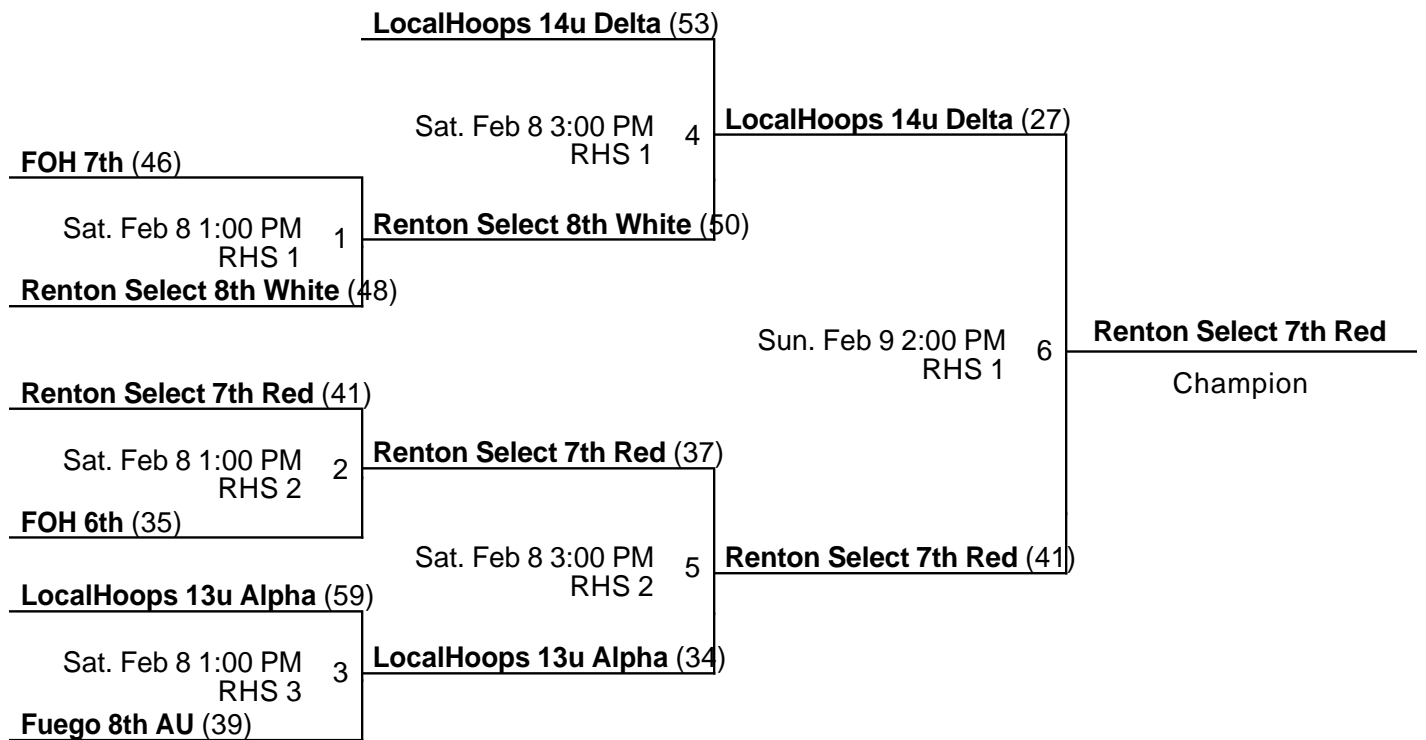 LocalHoops 14u Delta (53)
Sat. Feb 8 3:00 PM
RHS 1
4
LocalHoops 14u Delta (27)
FOH 7th (46)
Sat. Feb 8 1:00 PM
RHS 1
1
Renton Select 8th White (50)
Renton Select 8th White (48)
Sun. Feb 9 2:00 PM
RHS 1
6
Renton Select 7th Red
Champion
Renton Select 7th Red (41)
Sat. Feb 8 1:00 PM
RHS 2
2
Renton Select 7th Red (37)
FOH 6th (35)
Sat. Feb 8 3:00 PM
RHS 2
5
Renton Select 7th Red (41)
LocalHoops 13u Alpha (59)
Sat. Feb 8 1:00 PM
RHS 3
3
LocalHoops 13u Alpha (34)
Fuego 8th AU (39)